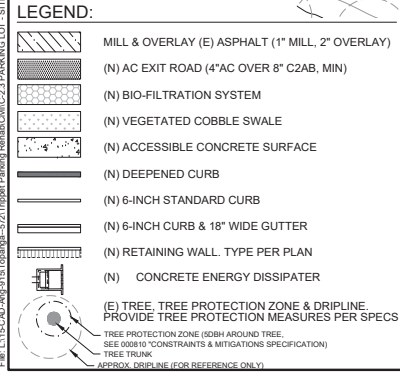 LEGEND:
MILL & OVERLAY (E) ASPHALT (1" MILL, 2" OVERLAY)
(N) AC EXIT ROAD (4"AC OVER 8" C2AB, MIN)
(N) BIO-FILTRATION SYSTEM
(N) VEGETATED COBBLE SWALE
(N) ACCESSIBLE CONCRETE SURFACE
(N) DEEPENED CURB
(N) 6-INCH STANDARD CURB
(N) 6-INCH CURB & 18" WIDE GUTTER
(N) RETAINING WALL. TYPE PER PLAN
(N) CONCRETE ENERGY DISSIPATER
(E) TREE, TREE PROTECTION ZONE & DRIPLINE.
PROVIDE TREE PROTECTION MEASURES PER SPECS
TREE PROTECTION ZONE (5DBH AROUND TREE,
SEE 000810 "CONSTRAINTS & MITIGATIONS SPECIFICATION)
TREE TRUNK
APPROX. DRIPLINE (FOR REFERENCE ONLY)
PARKING LOT - SIT